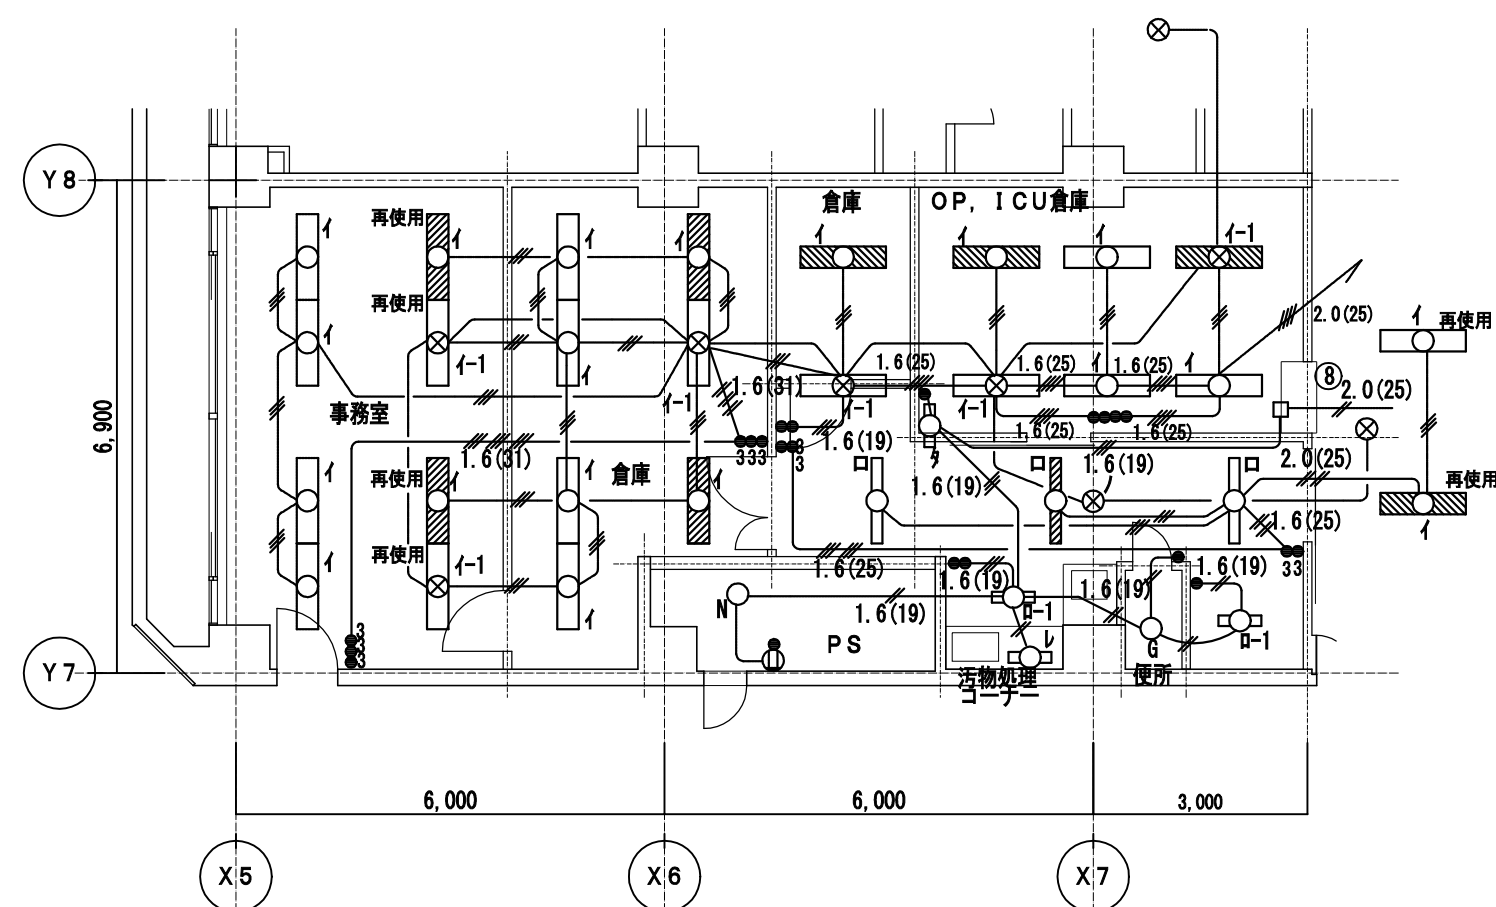 Y8
倉庫
OP, ICU倉庫
再使用
イ
イ
イ
イ
イ
イ
イ
イ-1
再使用
2.0(25)
イ
再使用
イ
イ-1
イ
1.6(25)
1.6(25)
イ
1.6(25)
イ
8
1.6(31)
2.0(25)
事務室
イ-1
イ-1
イ-1
6,900
1.6(25)
1.6(25)
1.6(31)
333
3
3
1.6(19)
タ
倉庫
ロ
ロ
1.6(19)
ロ
2.0(25)
再使用
イ
イ
1.6(19)
再使用
1.6(25)
イ
再使用
イ-1
イ
1.6(25)
1.6(19)
1.6(19)
1.6(19)
33
N
1.6(19)
ロ-1
イ
3
3
3
PS
レ
G
ロ-1
Y7
汚物処理
コーナー
便所
6,000
6,000
3,000
X5
X6
X7